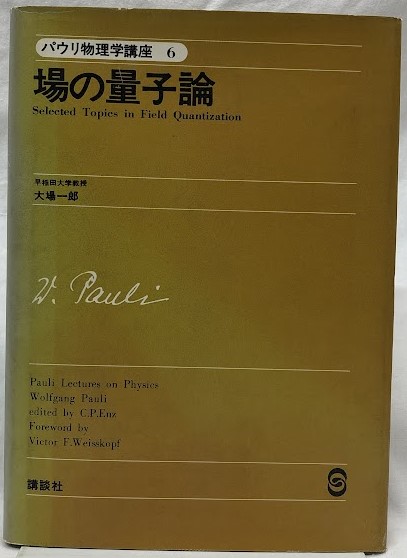 パウリ物理学講座 6
場の量子論
Selected Topics in Field Quantization
早稲田大学教授
大場一郎
W. Pauli
Pauli Lectures on Physics
Wolfgang Pauli
edited by C.P.Enz
Foreword by
Victor F.Weisskopf
講談社